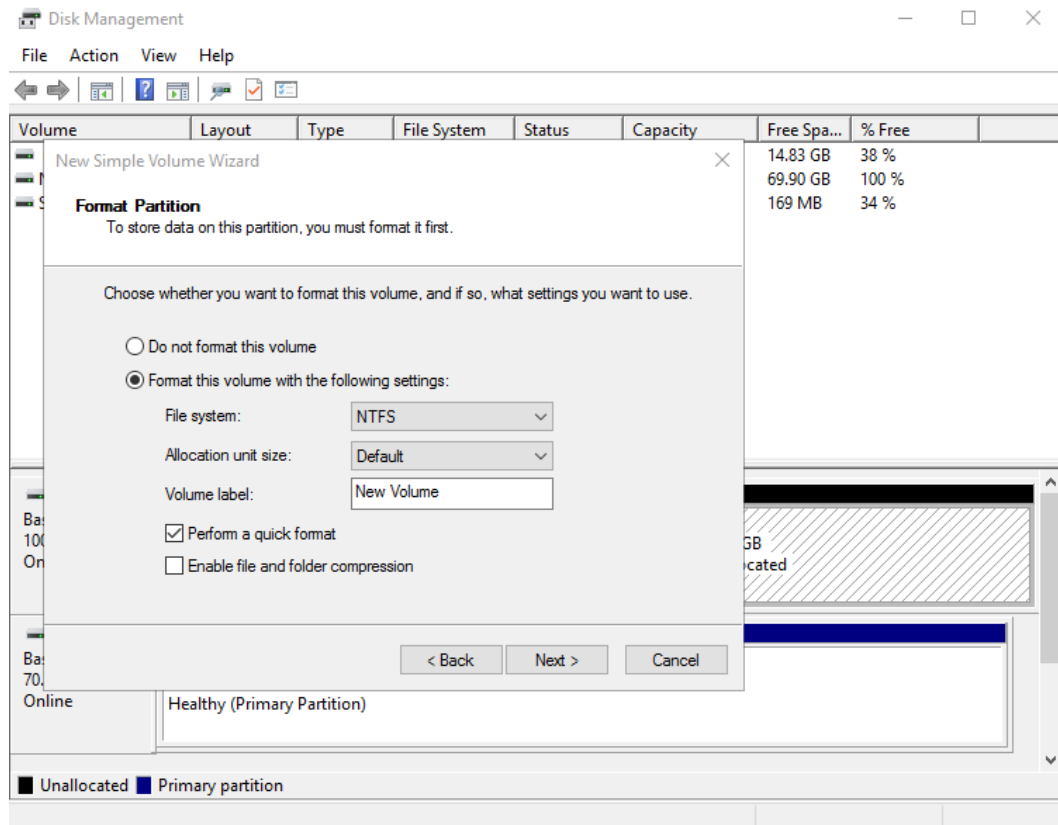 Disk Management
File Action View Help
Volume Layout Type File System Status Capacity Free Spa... % Free
14.83 GB 38 %
69.90 GB 100 %
169 MB 34 %
New Simple Volume Wizard
Format Partition
To store data on this partition, you must format it first.
Choose whether you want to format this volume, and if so, what settings you want to use.
Do not format this volume
Format this volume with the following settings:
File system: NTFS
Allocation unit size: Default
Volume label: New Volume
Perform a quick format
Enable file and folder compression
< Back Next > Cancel
GB
Online
Healthy (Primary Partition)
Unallocated Primary partition